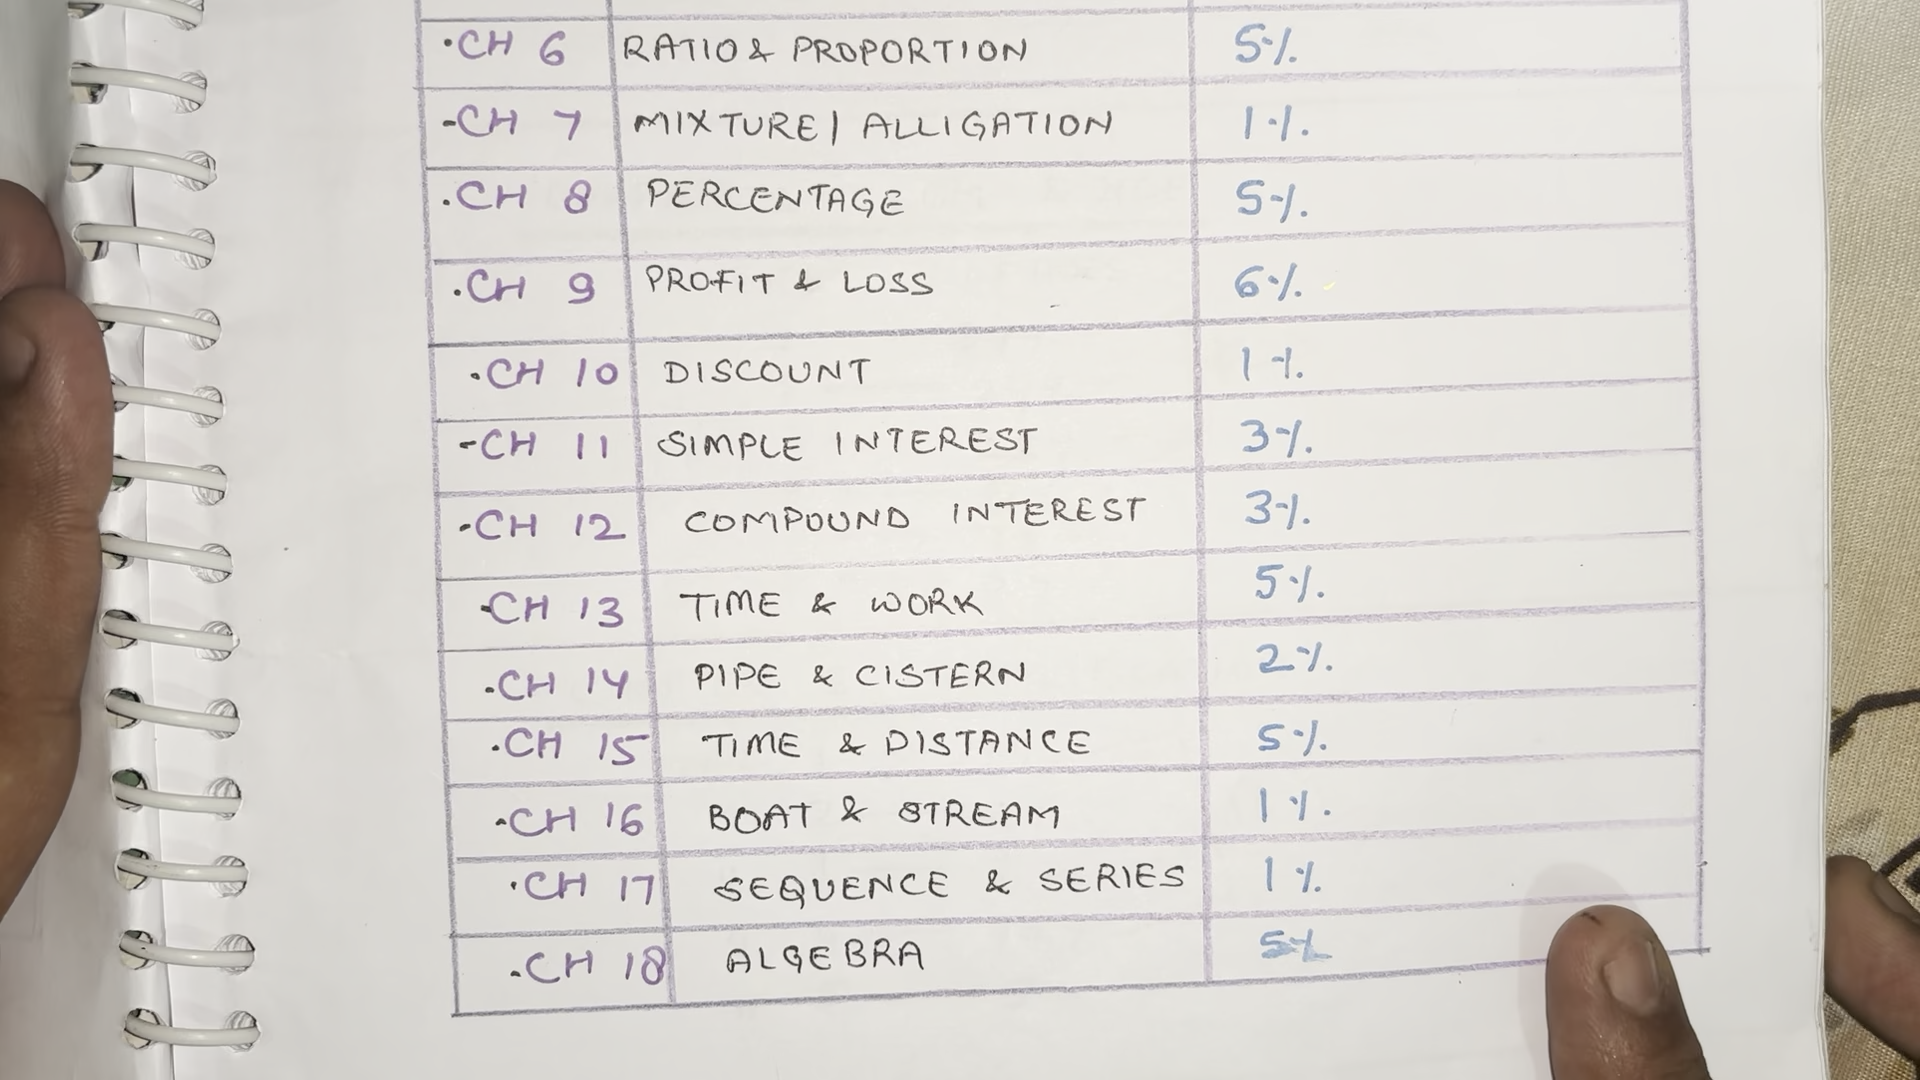 ·CH 6 RATIO & PROPORTION 5%
-CH 7 MIXTURE | ALLIGATION 1%.
.CH 8 PERCENTAGE 5%.
.CH 9 PROFIT & LOSS 6%.
.CH 10 DISCOUNT 1%.
-CH 11 SIMPLE INTEREST 3%.
-CH 12 COMPOUND INTEREST 3%.
-CH 13 TIME & WORK 5%.
.CH 14 PIPE & CISTERN 2%.
.CH 15 TIME & DISTANCE 5%.
-CH 16 BOAT & STREAM 1%.
·CH 17 SEQUENCE & SERIES 1%.
.CH 18 ALGEBRA 5%